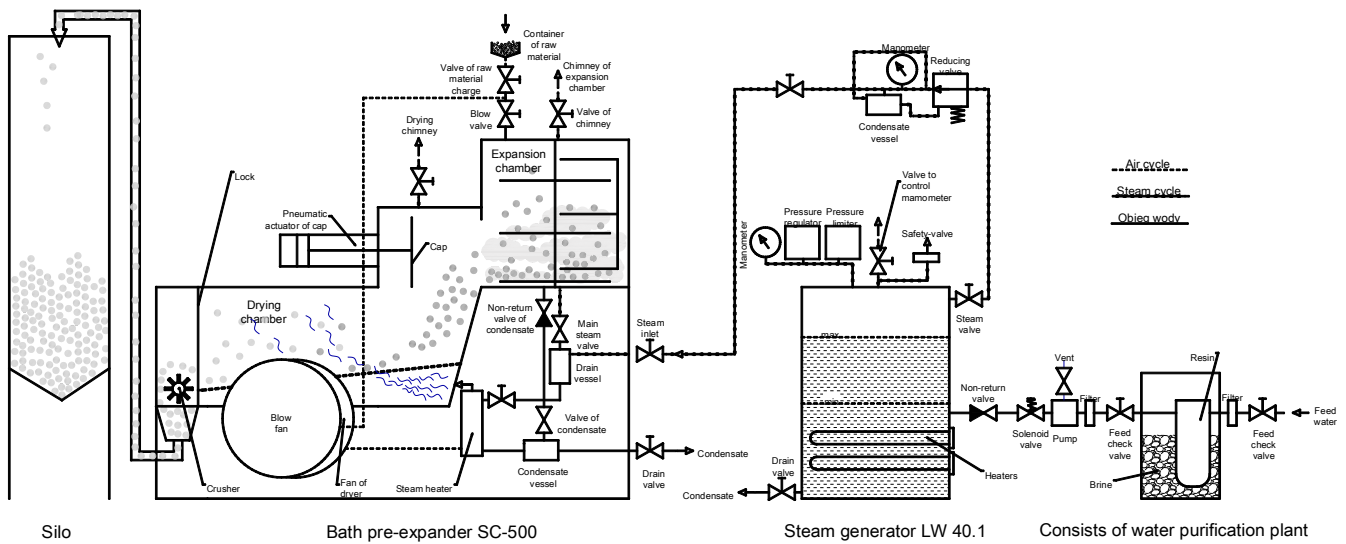 Container
of raw
material
Valve of raw
material
charge
Chimney of
expansion
chamber
Blow
valve
Valve of
chimney
Drying
chimney
Expansion
chamber
Lock
Pneumatic
actuator of cap
Cap
Drying
chamber
Non-return
valve of
condensate
Main
steam
valve
Steam
inlet
Drain
vessel
Blow
fan
Valve of
condensate
Condensate
vessel
Drain
valve
Condensate
Crusher
Fan of
dryer
Steam heater
Manometer
Reducing
valve
Condensate
vessel
Valve to
control
mamometer
Pressure
regulator
Pressure
limiter
Safety-valve
Manometer
Steam
valve
max
min
Air cycle
Steam cycle
Obieg wody
Non-return
valve
Solenoid
valve
Vent
Pump
Filter
Feed
check
valve
Resin
Filter
Feed
check
valve
Feed
water
Brine
Heaters
Drain
valve
Condensate
Silo
Bath pre-expander SC-500
Steam generator LW 40.1
Consists of water purification plant